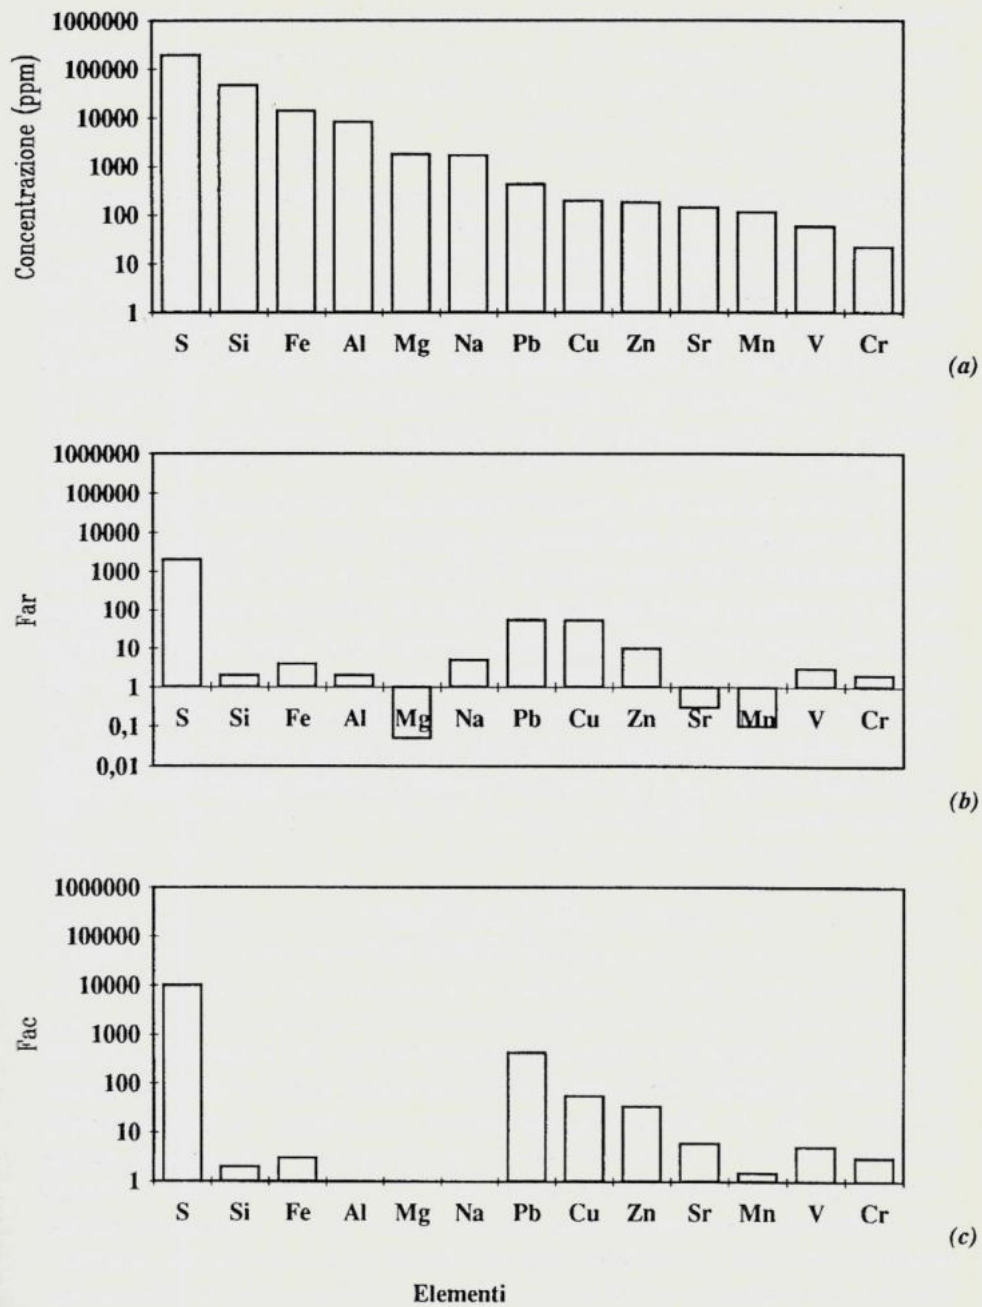 Concentrazione (ppm)
1000000
100000
10000
1000
100
10
1
S Si Fe Al Mg Na Pb Cu Zn Sr Mn V Cr
(a)
Far
1000000
100000
10000
1000
100
10
1
0,1
0,01
S Si Fe Al Mg Na Pb Cu Zn Sr Mn V Cr
(b)
Fac
1000000
100000
10000
1000
100
10
1
S Si Fe Al Mg Na Pb Cu Zn Sr Mn V Cr
(c)
Elementi